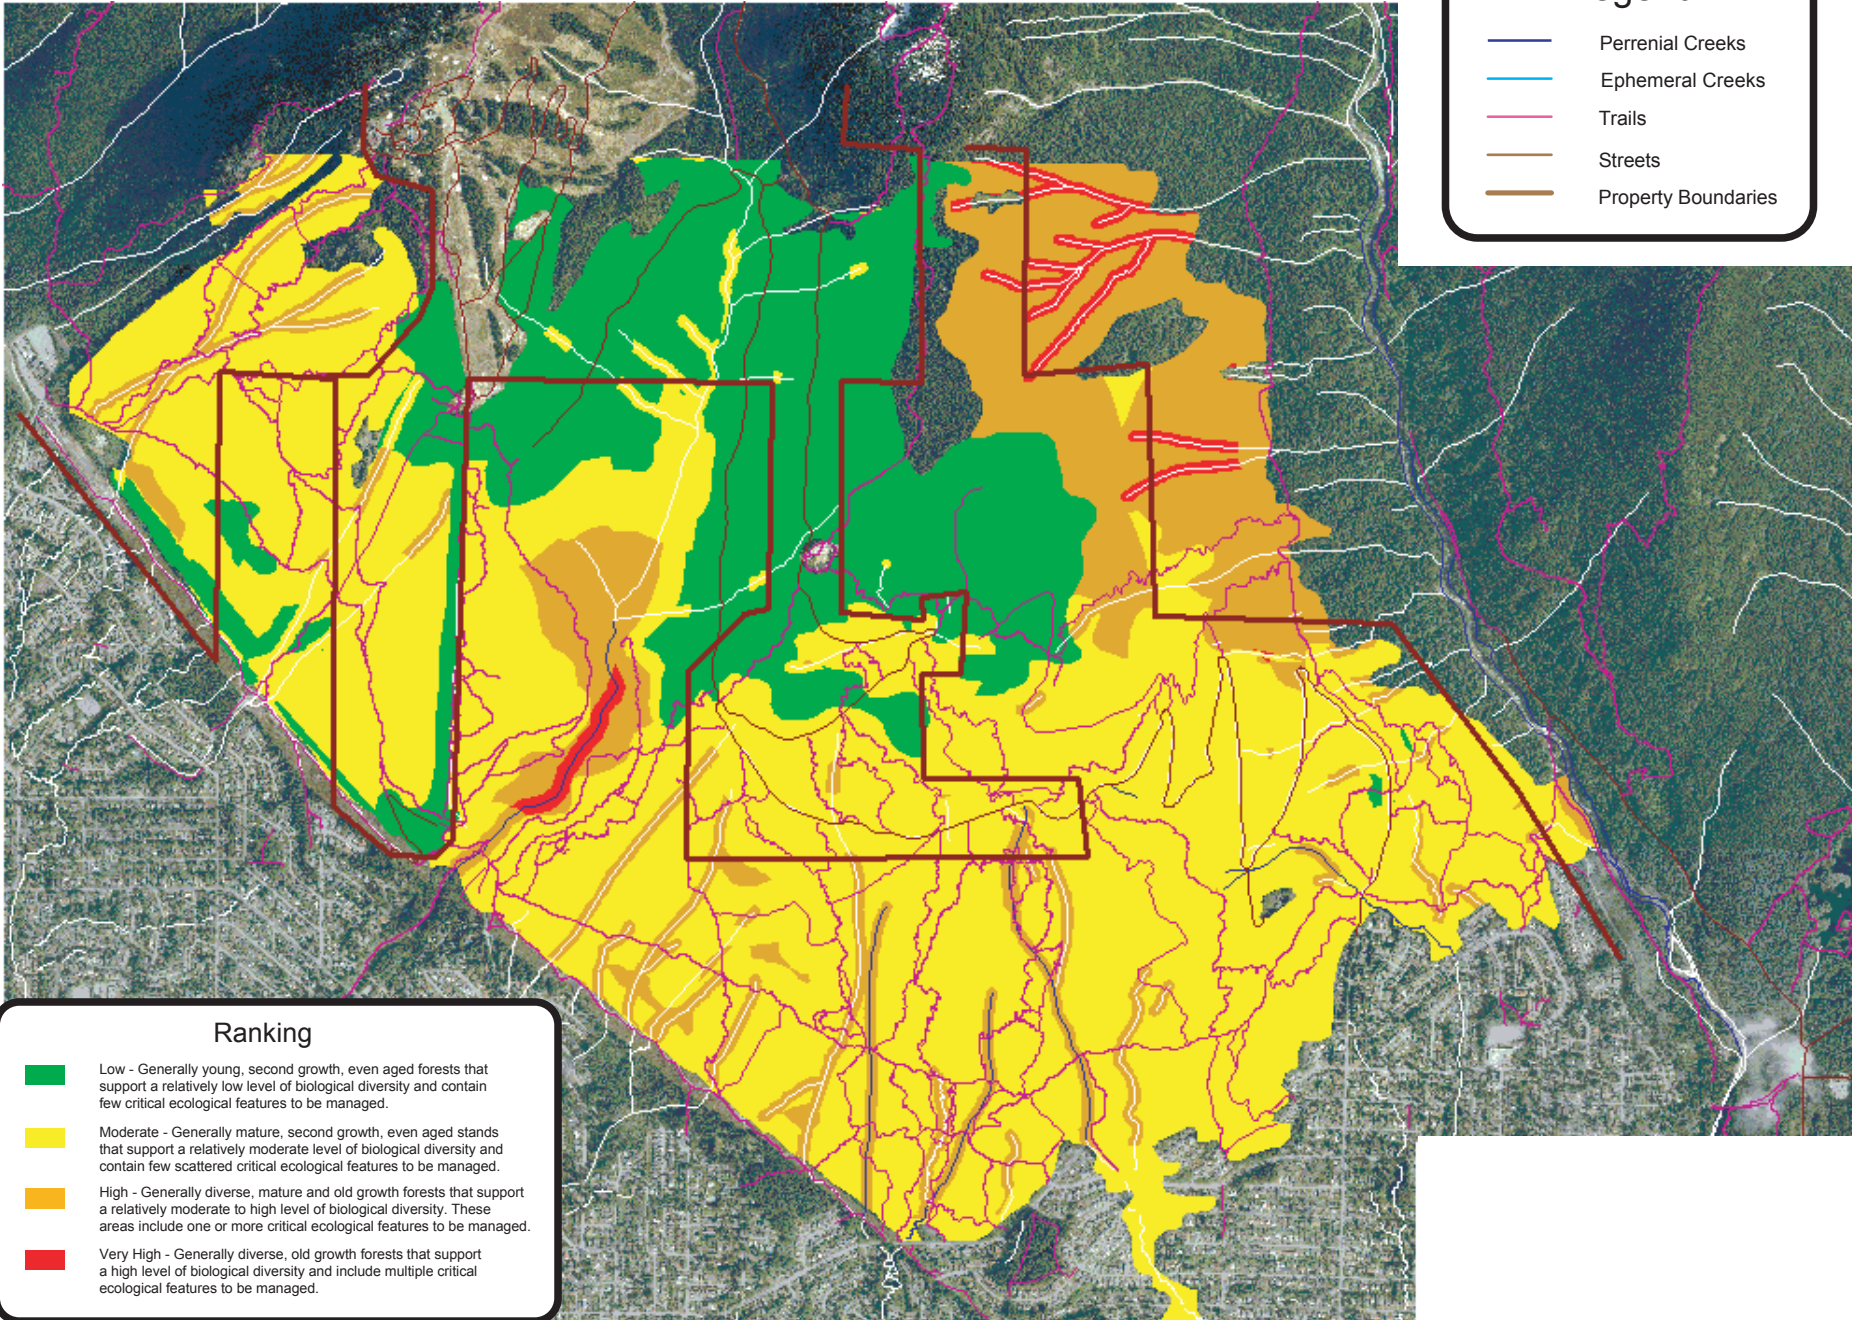 Perrenial Creeks
Ephemeral Creeks
Trails
Streets
Property Boundaries
Ranking
Low - Generally young, second growth, even aged forests that
support a relatively low level of biological diversity and contain
few critical ecological features to be managed.
Moderate - Generally mature, second growth, even aged stands
that support a relatively moderate level of biological diversity and
contain few scattered critical ecological features to be managed.
High - Generally diverse, mature and old growth forests that support
a relatively moderate to high level of biological diversity. These
areas include one or more critical ecological features to be managed.
Very High - Generally diverse, old growth forests that support
a high level of biological diversity and include multiple critical
ecological features to be managed.